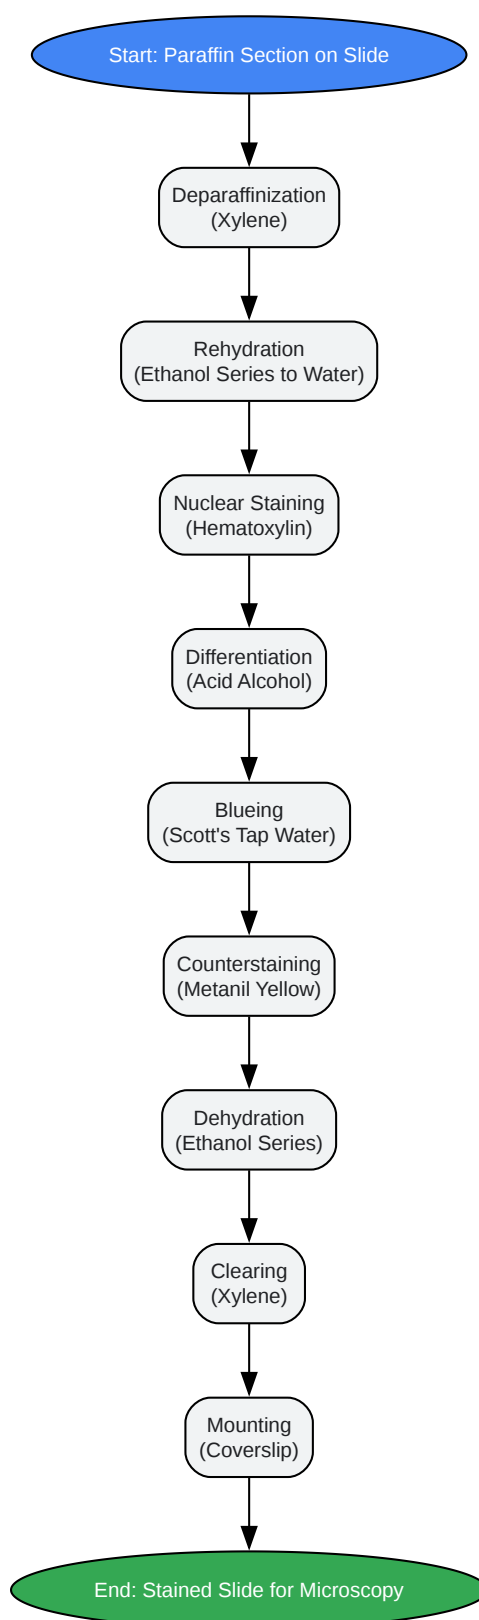 Start: Paraffin Section on Slide
Deparaffinization
(Xylene)
Rehydration
(Ethanol Series to Water)
Nuclear Staining
(Hematoxylin)
Differentiation
(Acid Alcohol)
Blueing
(Scott's Tap Water)
Counterstaining
(Metanil Yellow)
Dehydration
(Ethanol Series)
Clearing
(Xylene)
Mounting
(Coverslip)
End: Stained Slide for Microscopy